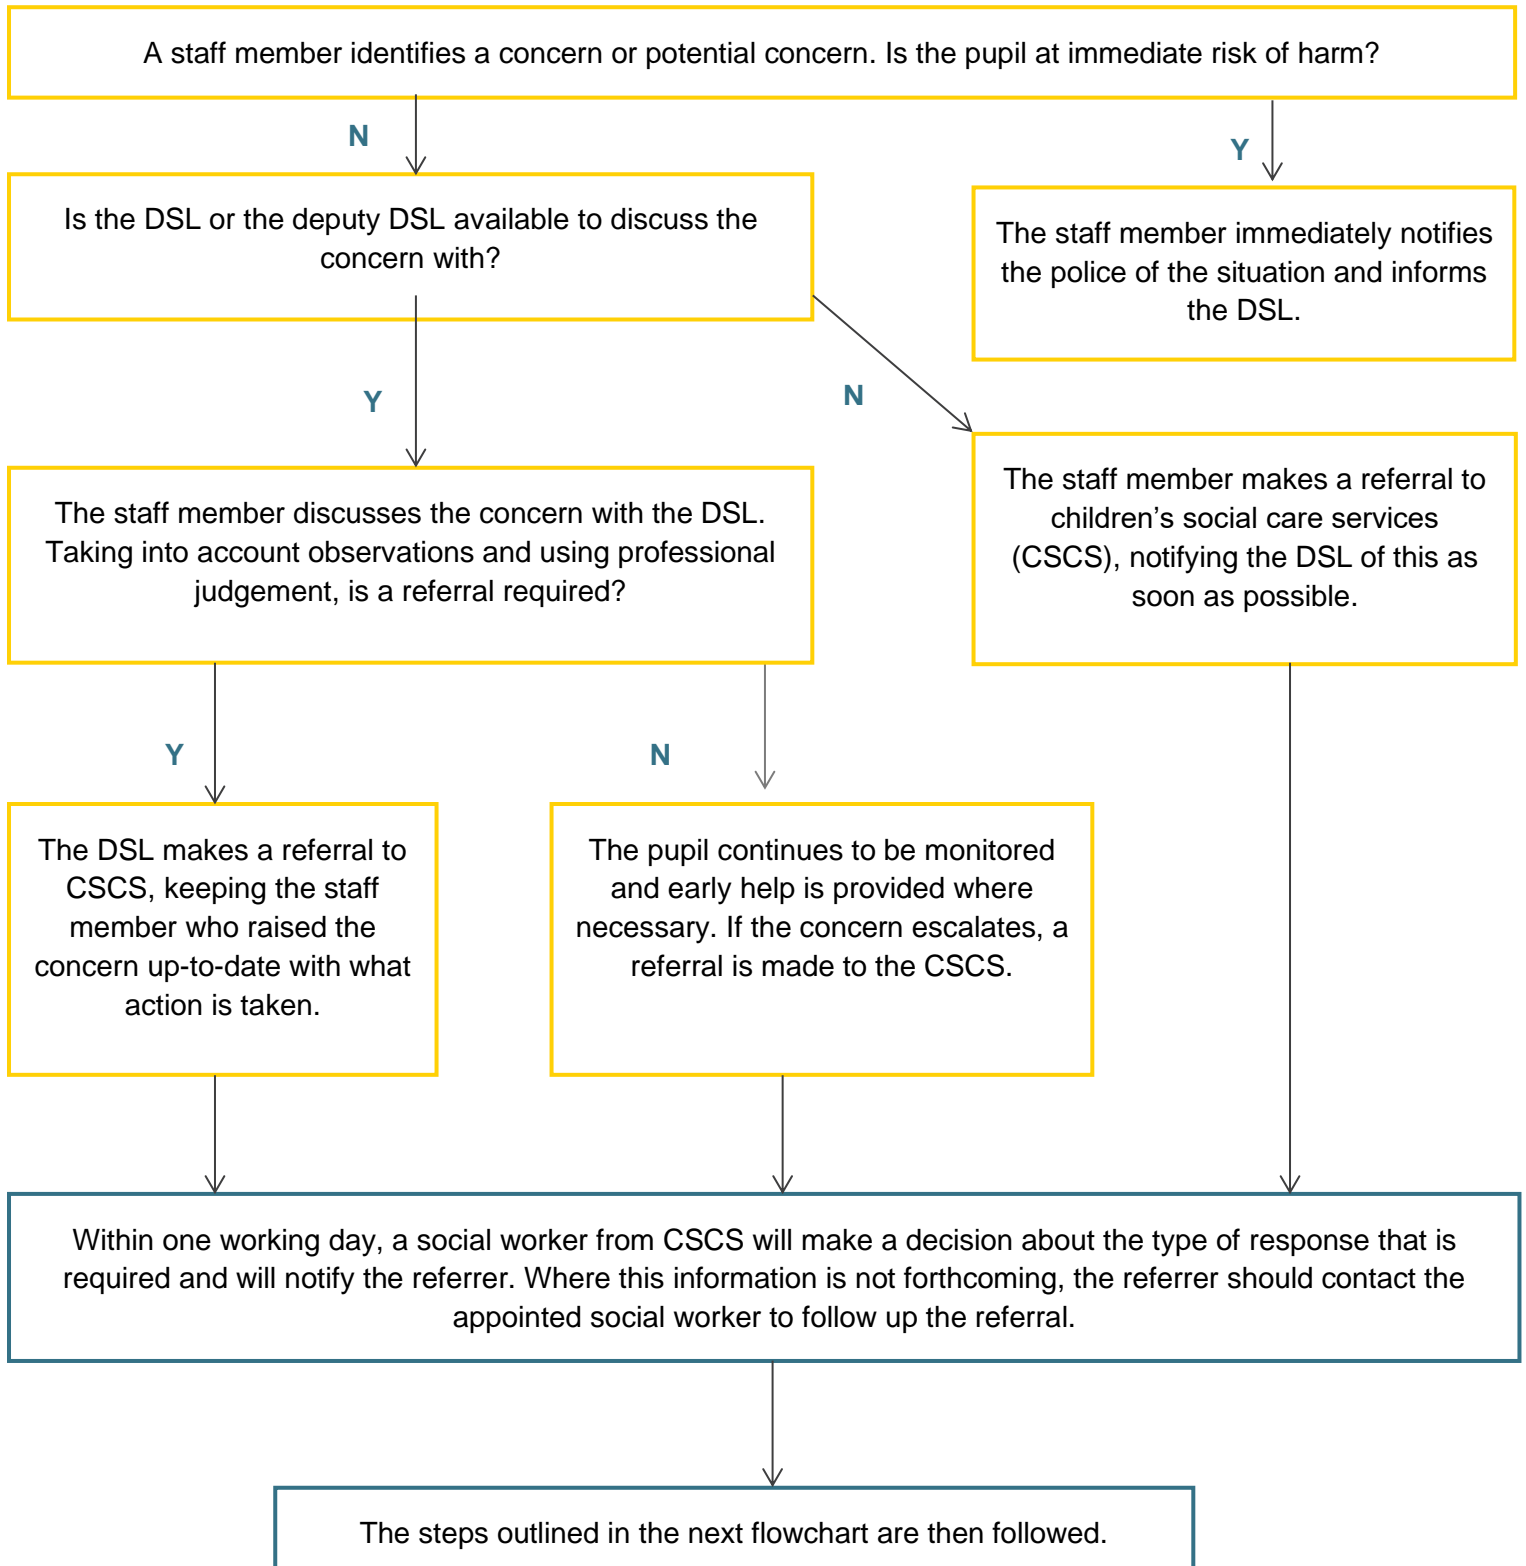 A staff member identifies a concern or potential concern. Is the pupil at immediate risk of harm?
N
Y
Is the DSL or the deputy DSL available to discuss the
concern with?
The staff member immediately notifies
the police of the situation and informs
the DSL.
Y
N
The staff member discusses the concern with the DSL.
Taking into account observations and using professional
judgement, is a referral required?
The staff member makes a referral to
children’s social care services
(CSCS), notifying the DSL of this as
soon as possible.
Y
N
The DSL makes a referral to
CSCS, keeping the staff
member who raised the
concern up-to-date with what
action is taken.
The pupil continues to be monitored
and early help is provided where
necessary. If the concern escalates, a
referral is made to the CSCS.
Within one working day, a social worker from CSCS will make a decision about the type of response that is
required and will notify the referrer. Where this information is not forthcoming, the referrer should contact the
appointed social worker to follow up the referral.
The steps outlined in the next flowchart are then followed.